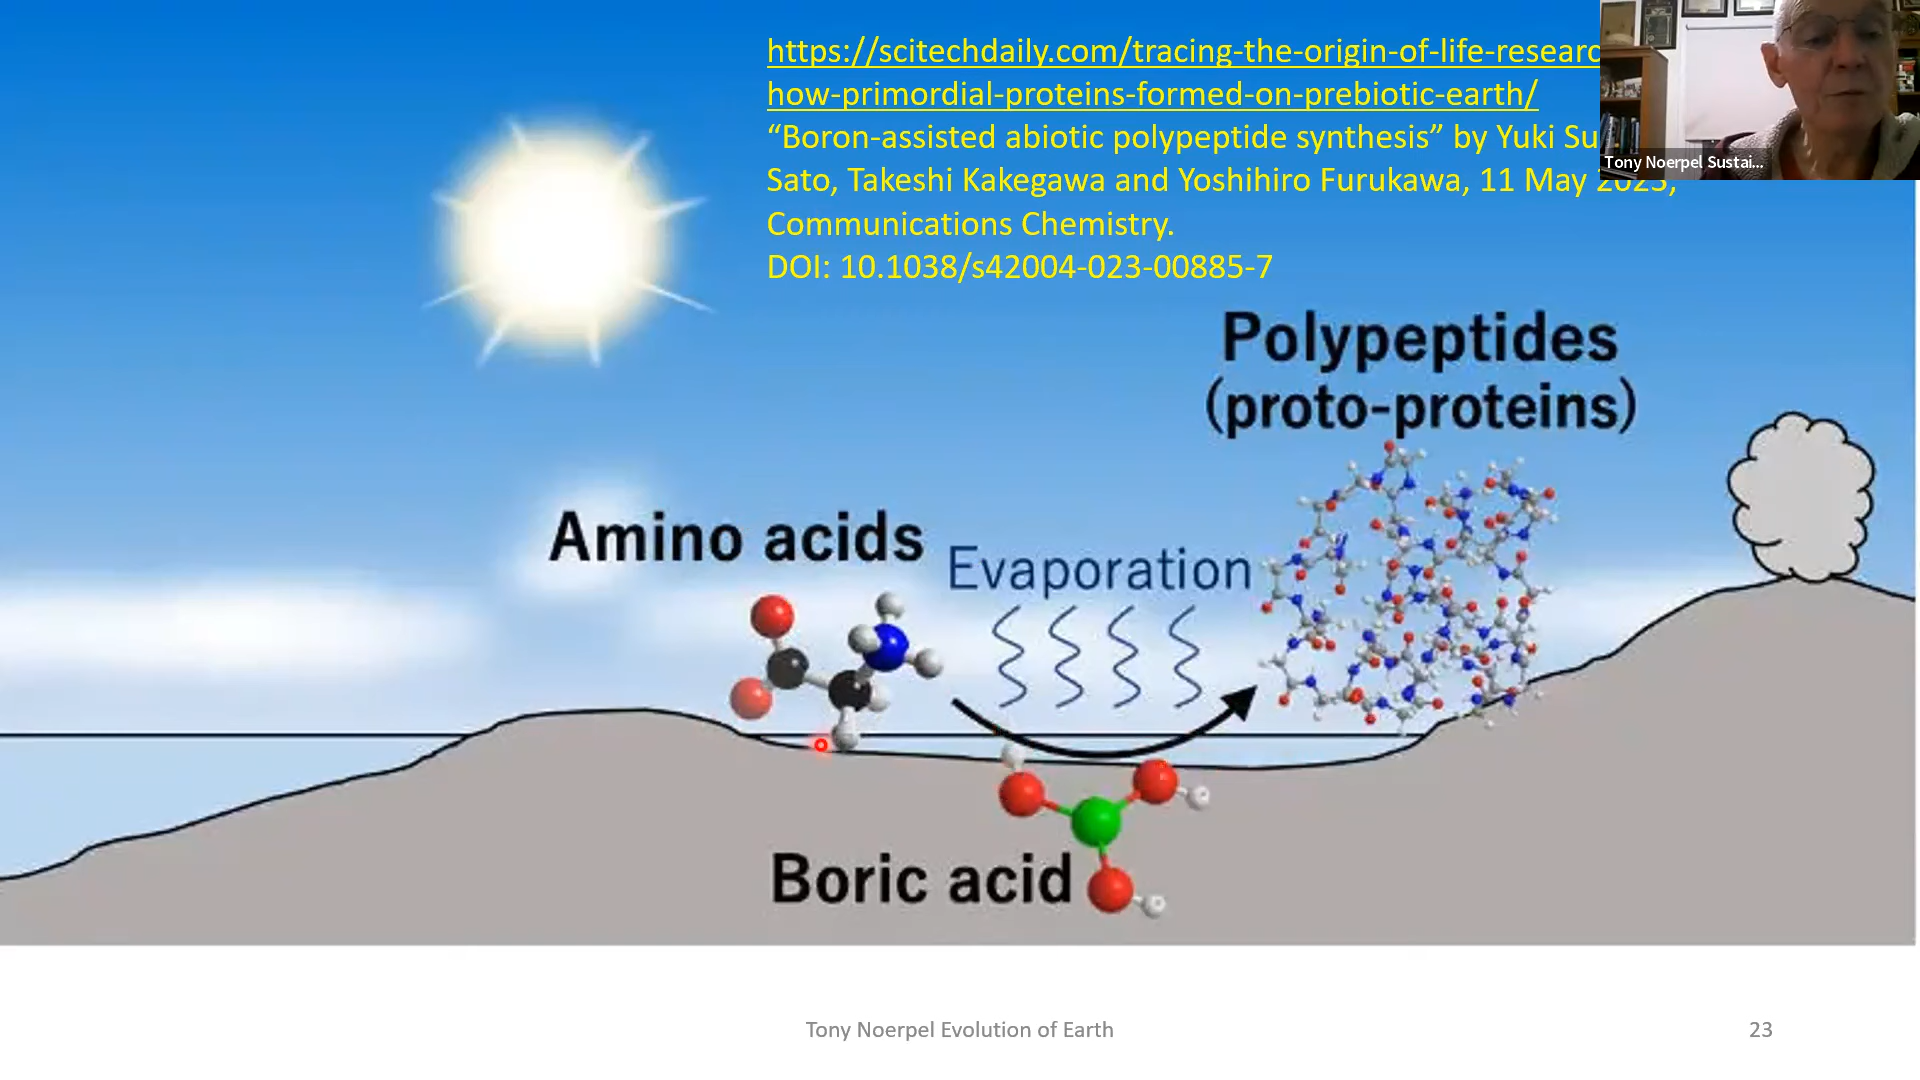 https://scitechdaily.com/tracing-the-origin-of-life-researc
how-primordial-proteins-formed-on-prebiotic-earth/
“Boron-assisted abiotic polypeptide synthesis” by Yuki Su
Sato, Takeshi Kakegawa and Yoshihiro Furukawa, 11 May 2023,
Communications Chemistry.
DOI: 10.1038/s42004-023-00885-7
Tony Noerpel Sustai...
Polypeptides
(proto-proteins)
Amino acids
Evaporation
Boric acid
Tony Noerpel Evolution of Earth
23